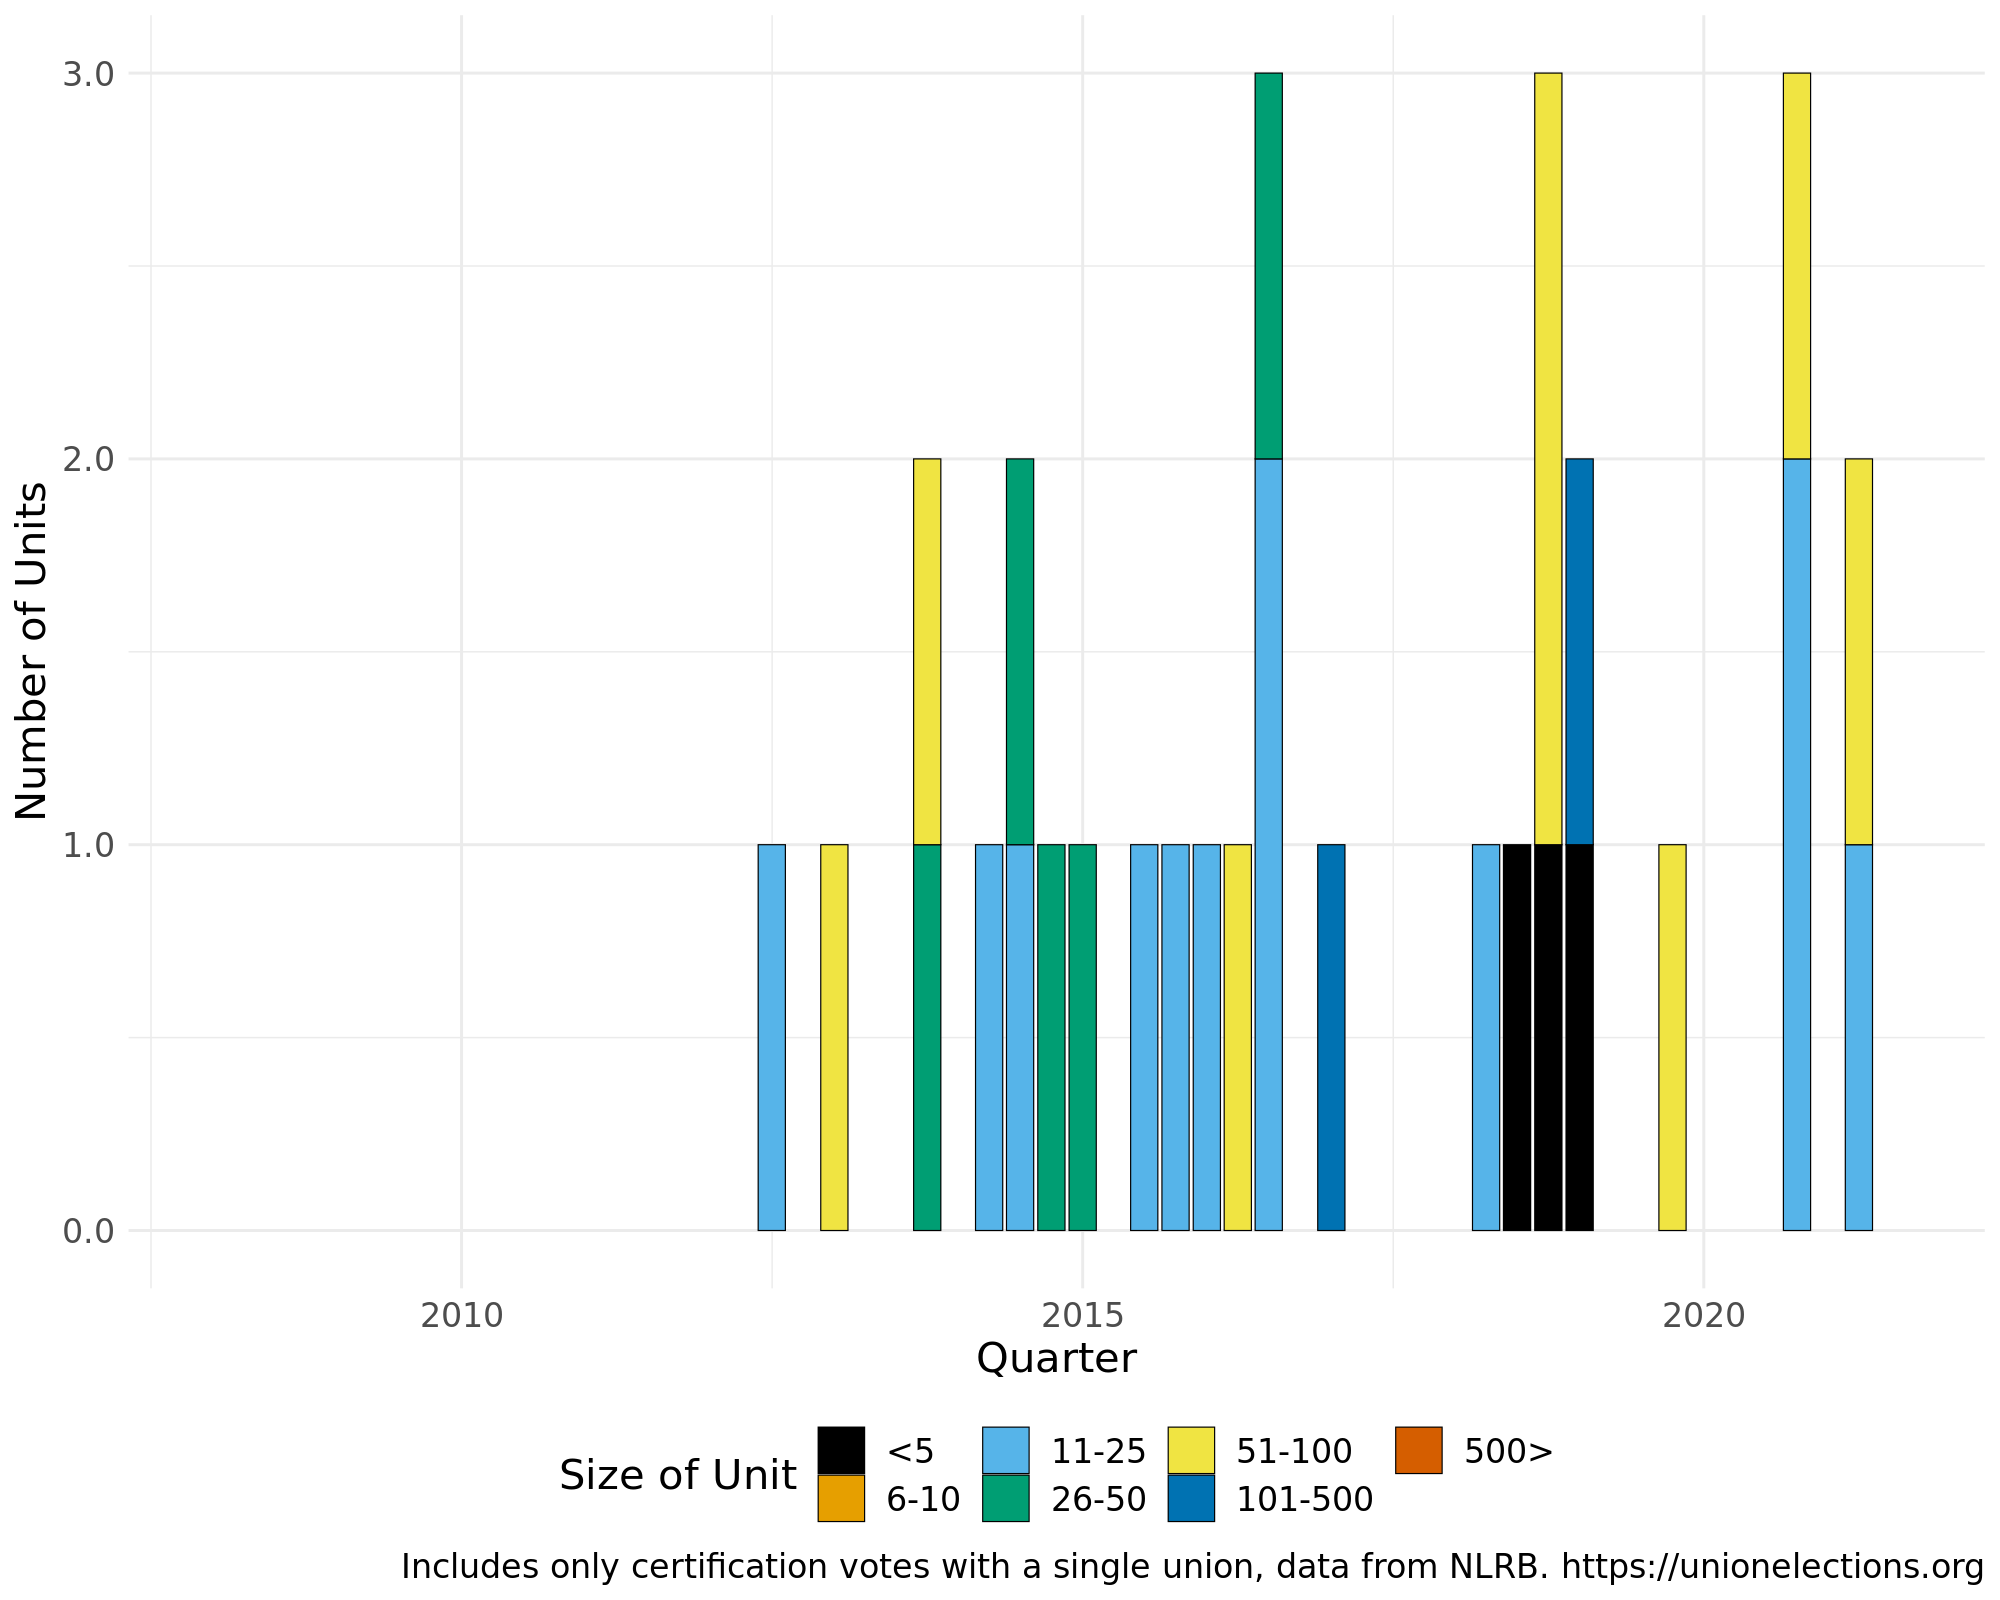 3.0
2.0
1.0
0.0
Number of Units
2010 2015 2020
Quarter
Size of Unit
<5 11-25 51-100 500>
6-10 26-50 101-500
Includes only certification votes with a single union, data from NLRB. https://unionelections.org